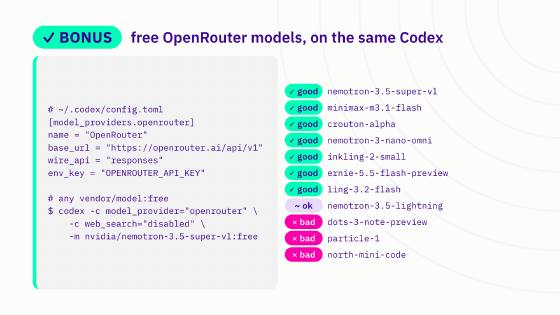 ✓ BONUS free OpenRouter models, on the same Codex
# ~/.codex/config.toml
[model_providers.openrouter]
name = "OpenRouter"
base_url = "https://openrouter.ai/api/v1"
wire_api = "responses"
env_key = "OPENROUTER_API_KEY"
# any vendor/model:free
$ codex -c model_provider="openrouter" \
-c web_search="disabled" \
-m nvidia/nemotron-3.5-super-vl:free
✓ good nemotron-3.5-super-vl
✓ good minimax-m3.1-flash
✓ good crouton-alpha
✓ good nemotron-3-nano-omni
✓ good inkling-2-small
✓ good ernie-5.5-flash-preview
✓ good ling-3.2-flash
~ ok nemotron-3.5-lightning
× bad dots-3-note-preview
× bad particle-1
× bad north-mini-code